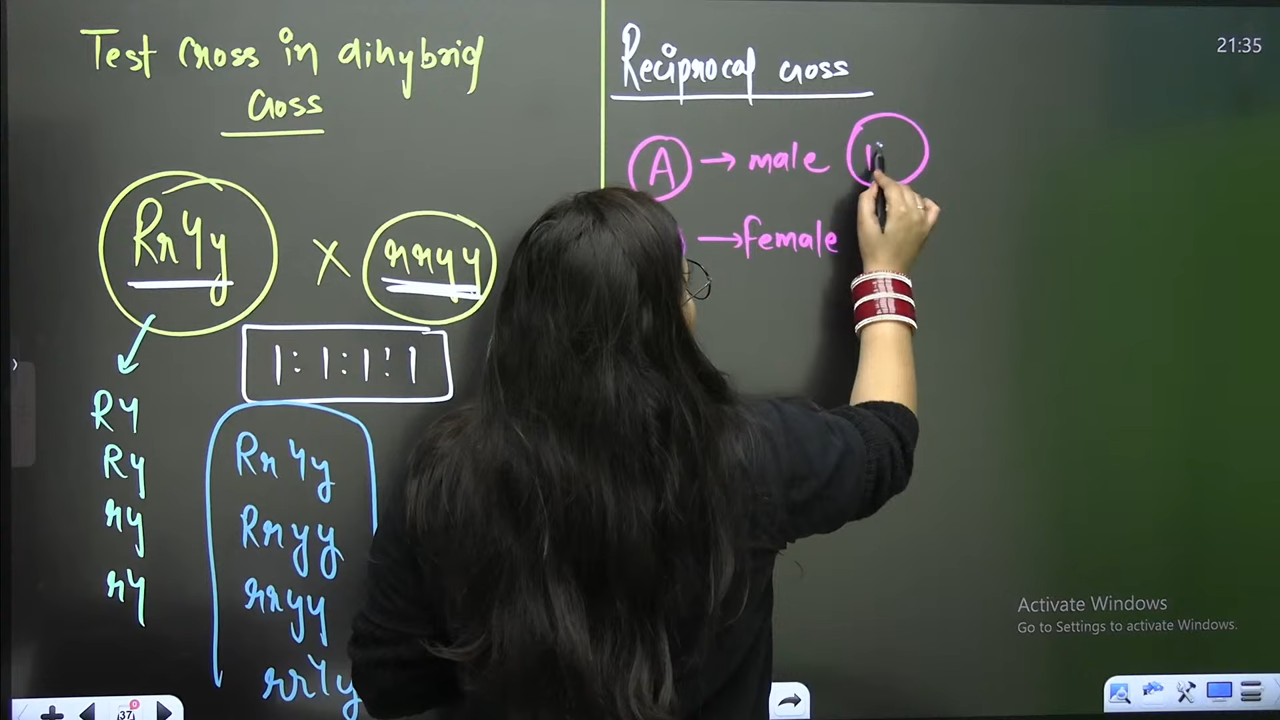 Test cross in dihybrid
cross
RrYy × rryy
1:1:1:1
RY
Ry
ry
rY
RrYy
Rryy
rryy
rrYy
Reciprocal cross
A → male
→ female
21:35
Activate Windows
Go to Settings to activate Windows.
37